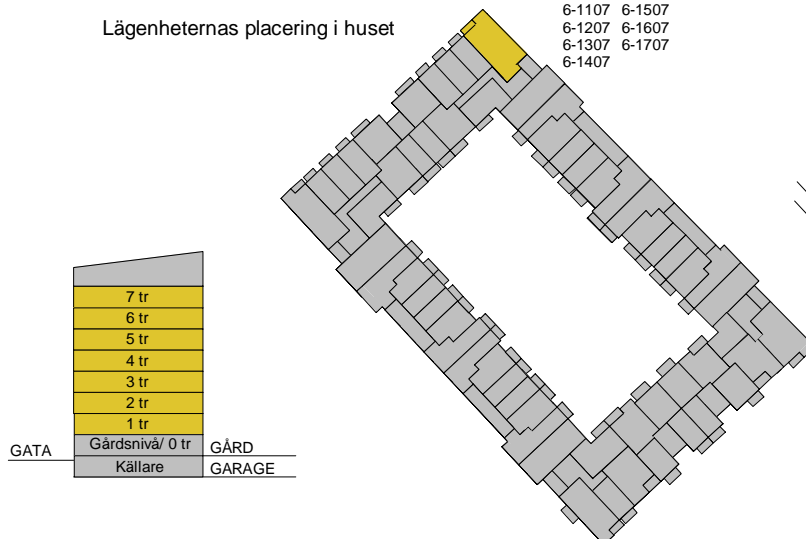 Lägenheternas placering i huset
6-1107 6-1507
6-1207 6-1607
6-1307 6-1707
6-1407
7 tr
6 tr
5 tr
4 tr
3 tr
2 tr
1 tr
GATA Gårdsnivå/ 0 tr GÅRD
Källare GARAGE